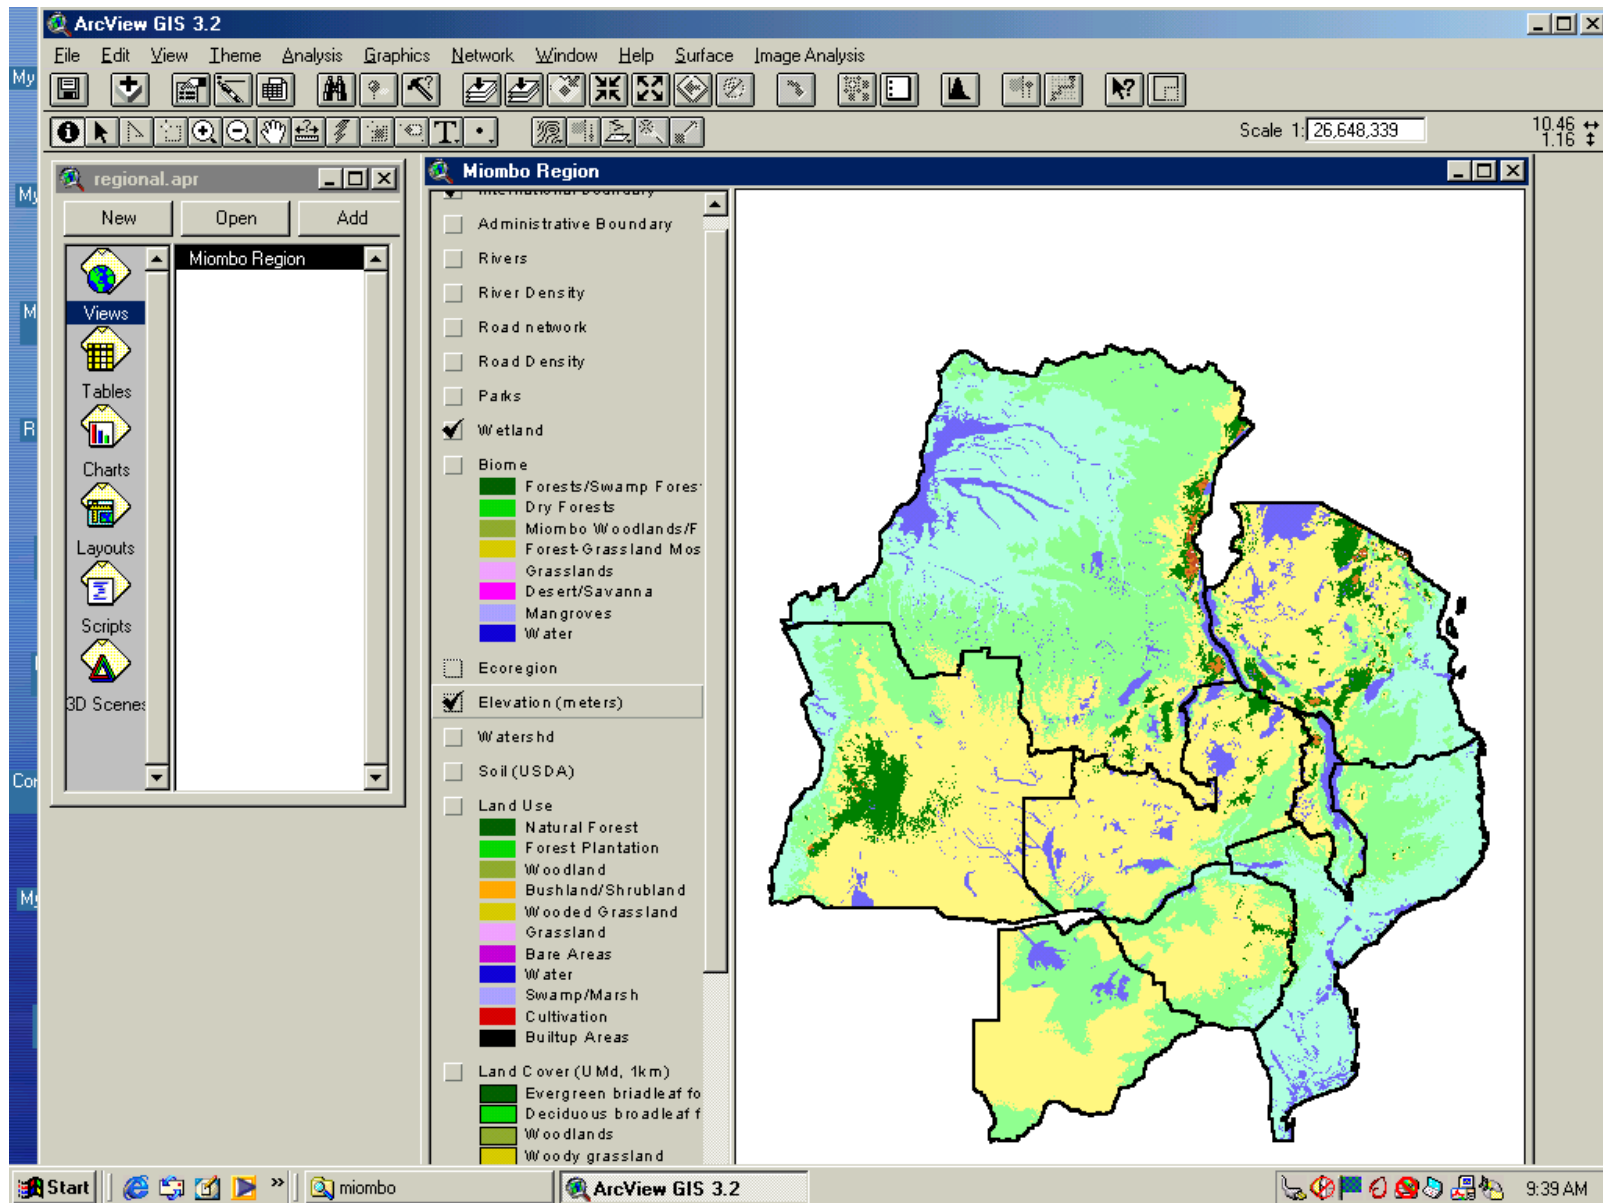 ArcView GIS 3.2
File Edit View Theme Analysis Graphics Network Window Help Surface Image Analysis
My
Scale 1: 26,648,339
10.46
1.16
regional.apr
New Open Add
Miombo Region
Views
Tables
Charts
Layouts
Scripts
3D Scenes
My
M
R
Cor
My
Miombo Region
International Boundary
Administrative Boundary
Rivers
River Density
Road network
Road Density
Parks
Wetland
Biome
Forests/Swamp Fores
Dry Forests
Miombo Woodlands/F
Forest-Grassland Mos
Grasslands
Desert/Savanna
Mangroves
Water
Ecoregion
Elevation (meters)
Watershd
Soil (USDA)
Land Use
Natural Forest
Forest Plantation
Woodland
Bushland/Shrubland
Wooded Grassland
Grassland
Bare Areas
Water
Swamp/Marsh
Cultivation
Builtup Areas
Land Cover (UMd, 1km)
Evergreen briadleaf fo
Deciduous broadleaf f
Woodlands
Woody grassland
Start
miombo
ArcView GIS 3.2
9:39 AM